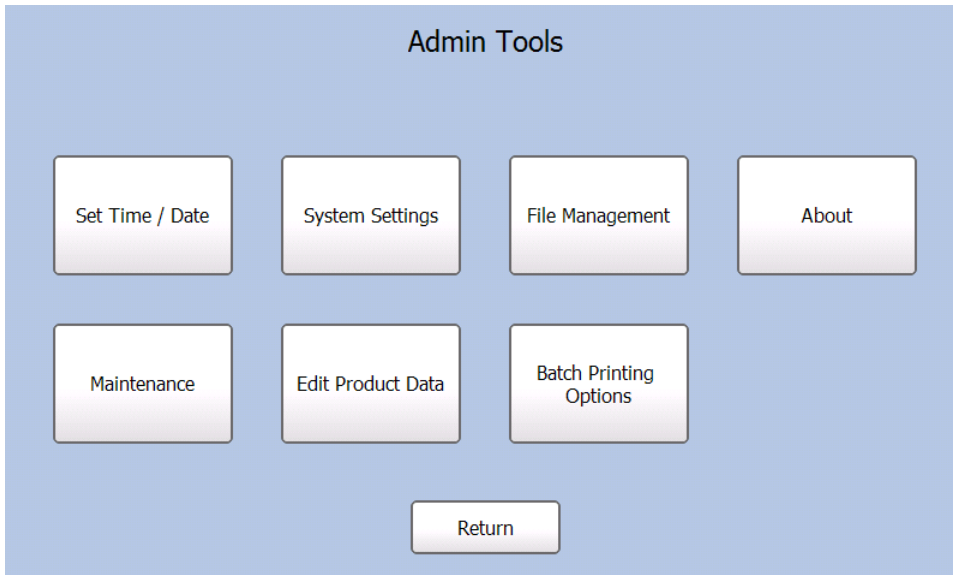 Admin Tools
Set Time / Date
System Settings
File Management
About
Maintenance
Edit Product Data
Batch Printing
Options
Return